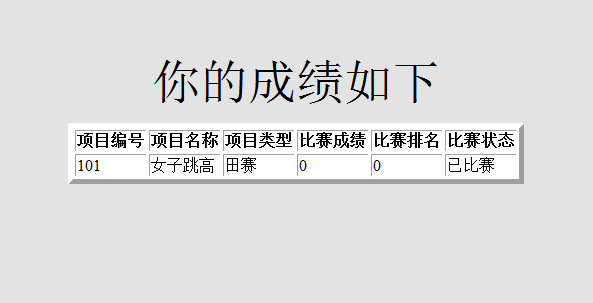 你的成绩如下
项目编号 项目名称 项目类型 比赛成绩 比赛排名 比赛状态
101 女子跳高 田赛 0 0 已比赛